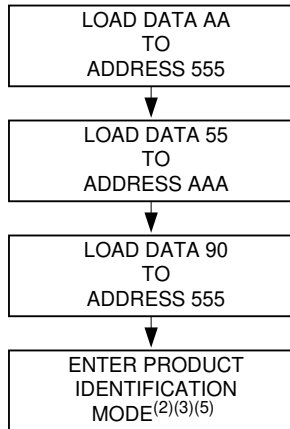 LOAD DATA AA
TO
ADDRESS 555
LOAD DATA 55
TO
ADDRESS AAA
LOAD DATA 90
TO
ADDRESS 555
ENTER PRODUCT
IDENTIFICATION
MODE(2)(3)(5)